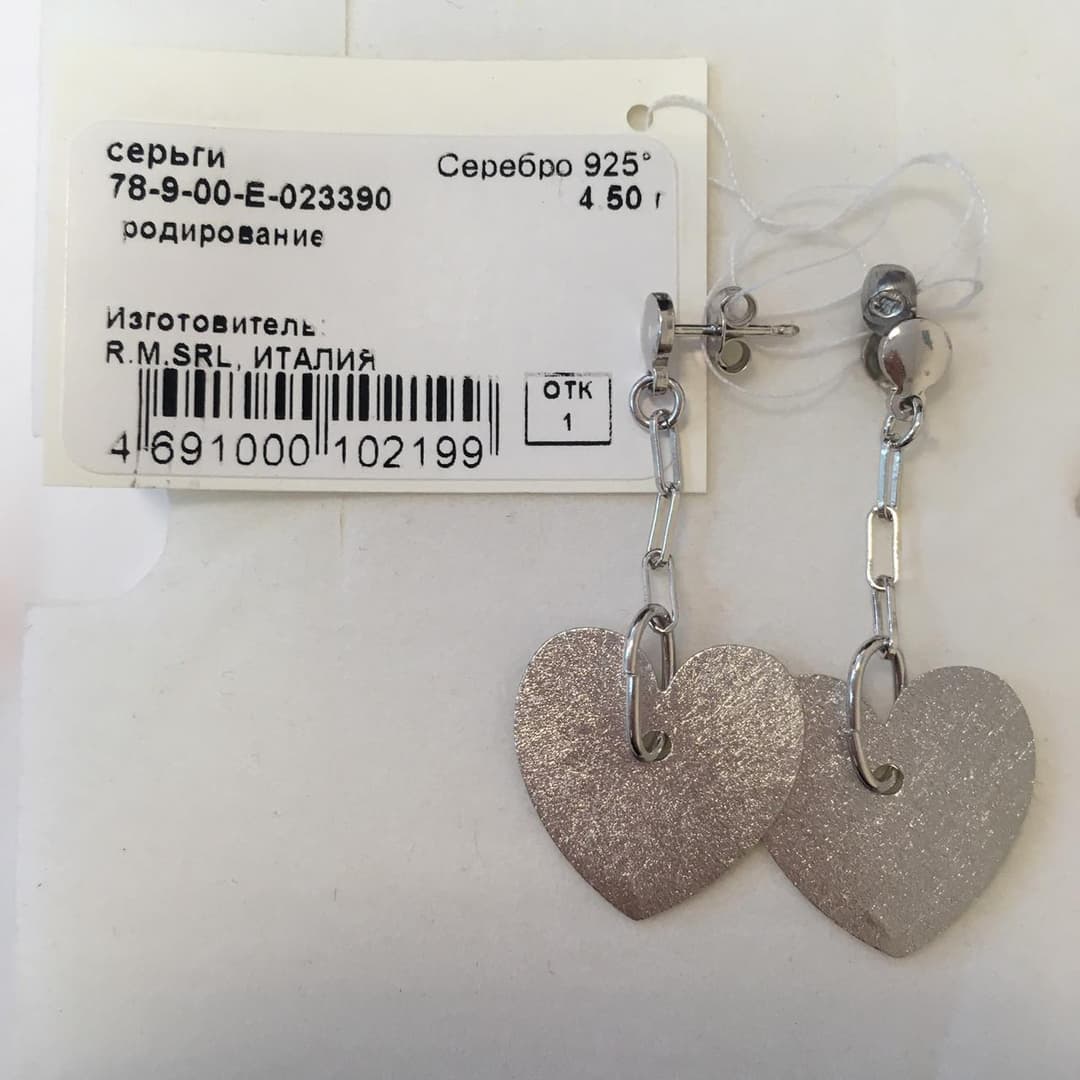 серьги
Серебро 925°
78-9-00-E-023390
4.50 г
родирование
Изготовитель:
R.M.SRL, ИТАЛИЯ
ОТК
1
4 691000 102199